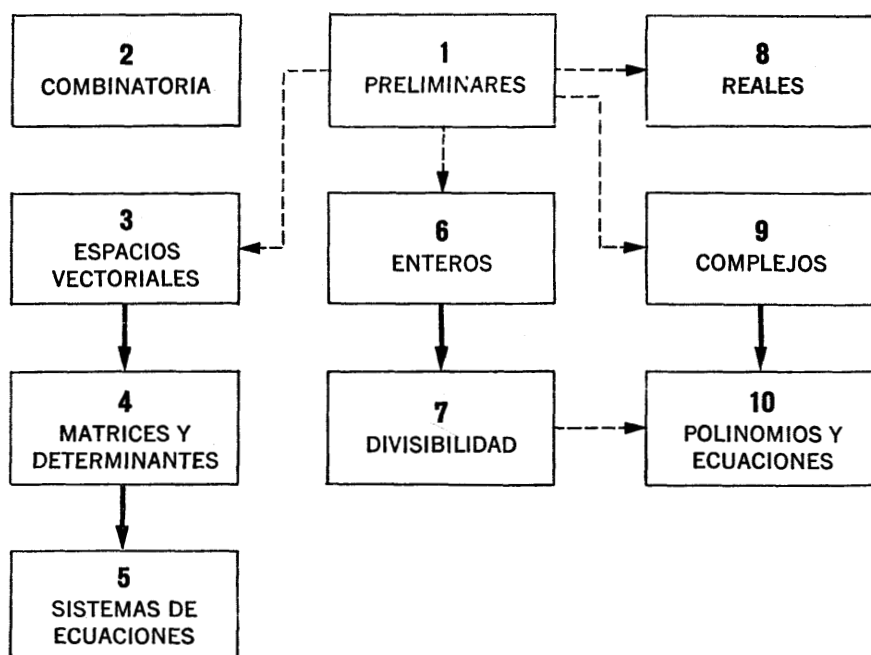 2
COMBINATORIA
1
PRELIMINARES
8
REALES
3
ESPACIOS
VECTORIALES
6
ENTEROS
9
COMPLEJOS
4
MATRICES Y
DETERMINANTES
7
DIVISIBILIDAD
10
POLINOMIOS Y
ECUACIONES
5
SISTEMAS DE
ECUACIONES